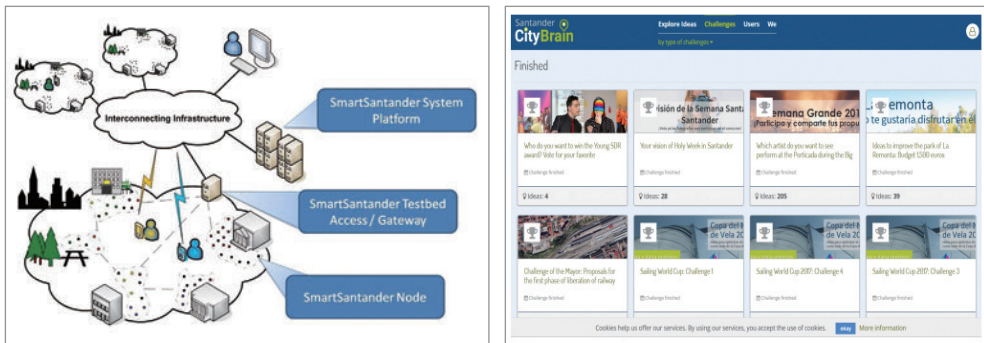 Interconnecting Infrastructure
SmartSantander System
Platform
SmartSantander Testbed
Access / Gateway
SmartSantander Node
Santander
CityBrain
Explore Ideas Challenges Users We
by type of challenges
Finished
Who do you want to win the Young SDR
award? Vote for your favorite
Challenge finished
Ideas: 4
visión de la Semana Santa
Santander
Your vision of Holy Week in Santander
Challenge finished
Ideas: 28
Semana Grande 201
¡Participa y comparte tus propu
Which artist do you want to see
perform at the Porticada during the Big
Challenge finished
Ideas: 205
emonta
o te gustaría disfrutar en el
Ideas to improve the park of La
Remonta: Budget 1,500 euros
Challenge finished
Ideas: 39
Challenge of the Mayor: Proposals for
the first phase of liberation of railway
Challenge finished
Copa del M
de Vela 20
Sailing World Cup: Challenge 1
Challenge finished
Copa del M
de Vela 20
Sailing World Cup 2017: Challenge 4
Challenge finished
Copa del M
de Vela 20
Sailing World Cup 2017: Challenge 3
Challenge finished
Cookies help us offer our services. By using our services, you accept the use of cookies. okay More information